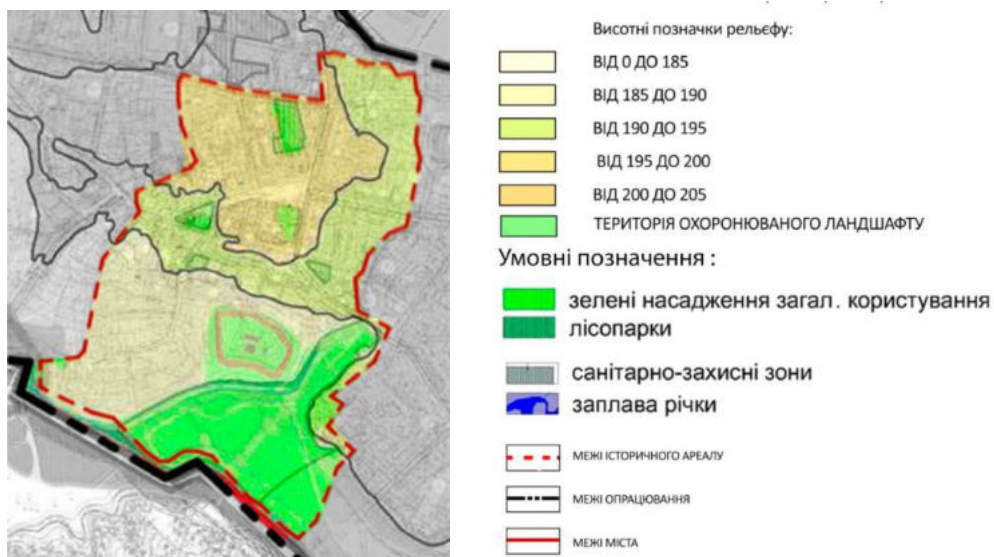 Висотні позначки рельєфу:
ВІД 0 ДО 185
ВІД 185 ДО 190
ВІД 190 ДО 195
ВІД 195 ДО 200
ВІД 200 ДО 205
ТЕРИТОРІЯ ОХОРОНЮВАНОГО ЛАНДШАФТУ
Умовні позначення :
зелені насадження загал. користування
лісопарки
санітарно-захисні зони
заплава річки
МЕЖІ ІСТОРИЧНОГО АРЕАЛУ
МЕЖІ ОПРАЦЮВАННЯ
МЕЖІ МІСТА